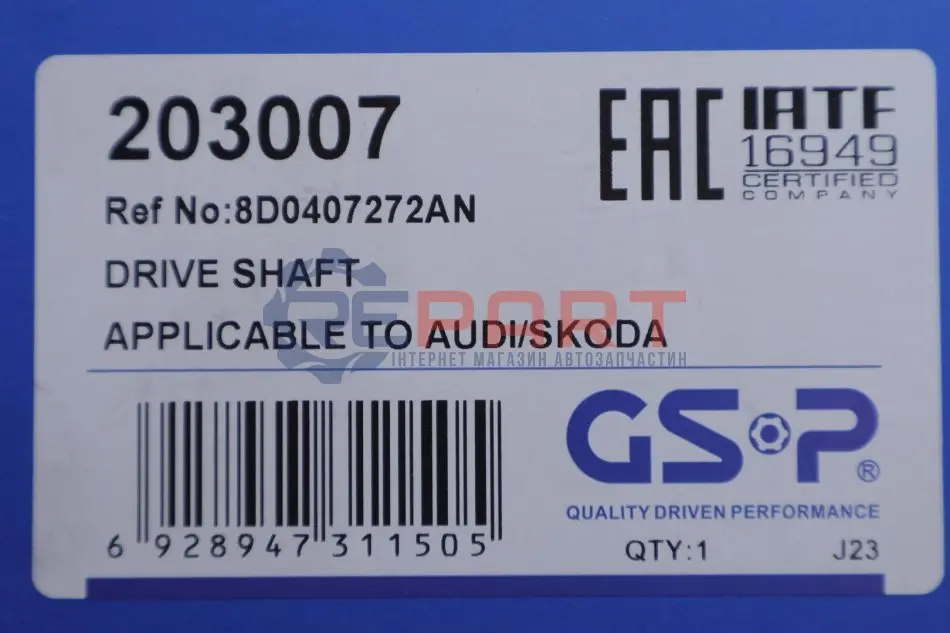 203007
EAC
IATF
16949
CERTIFIED
COMPANY
Ref No:8D0407272AN
DRIVE SHAFT
REPORT
APPLICABLE TO AUDI/SKODA
ІНТЕРНЕТ МАГАЗИН АВТОЗАПЧАСТИН
GSP®
QUALITY DRIVEN PERFORMANCE
6 928947 311505
QTY:1
J23